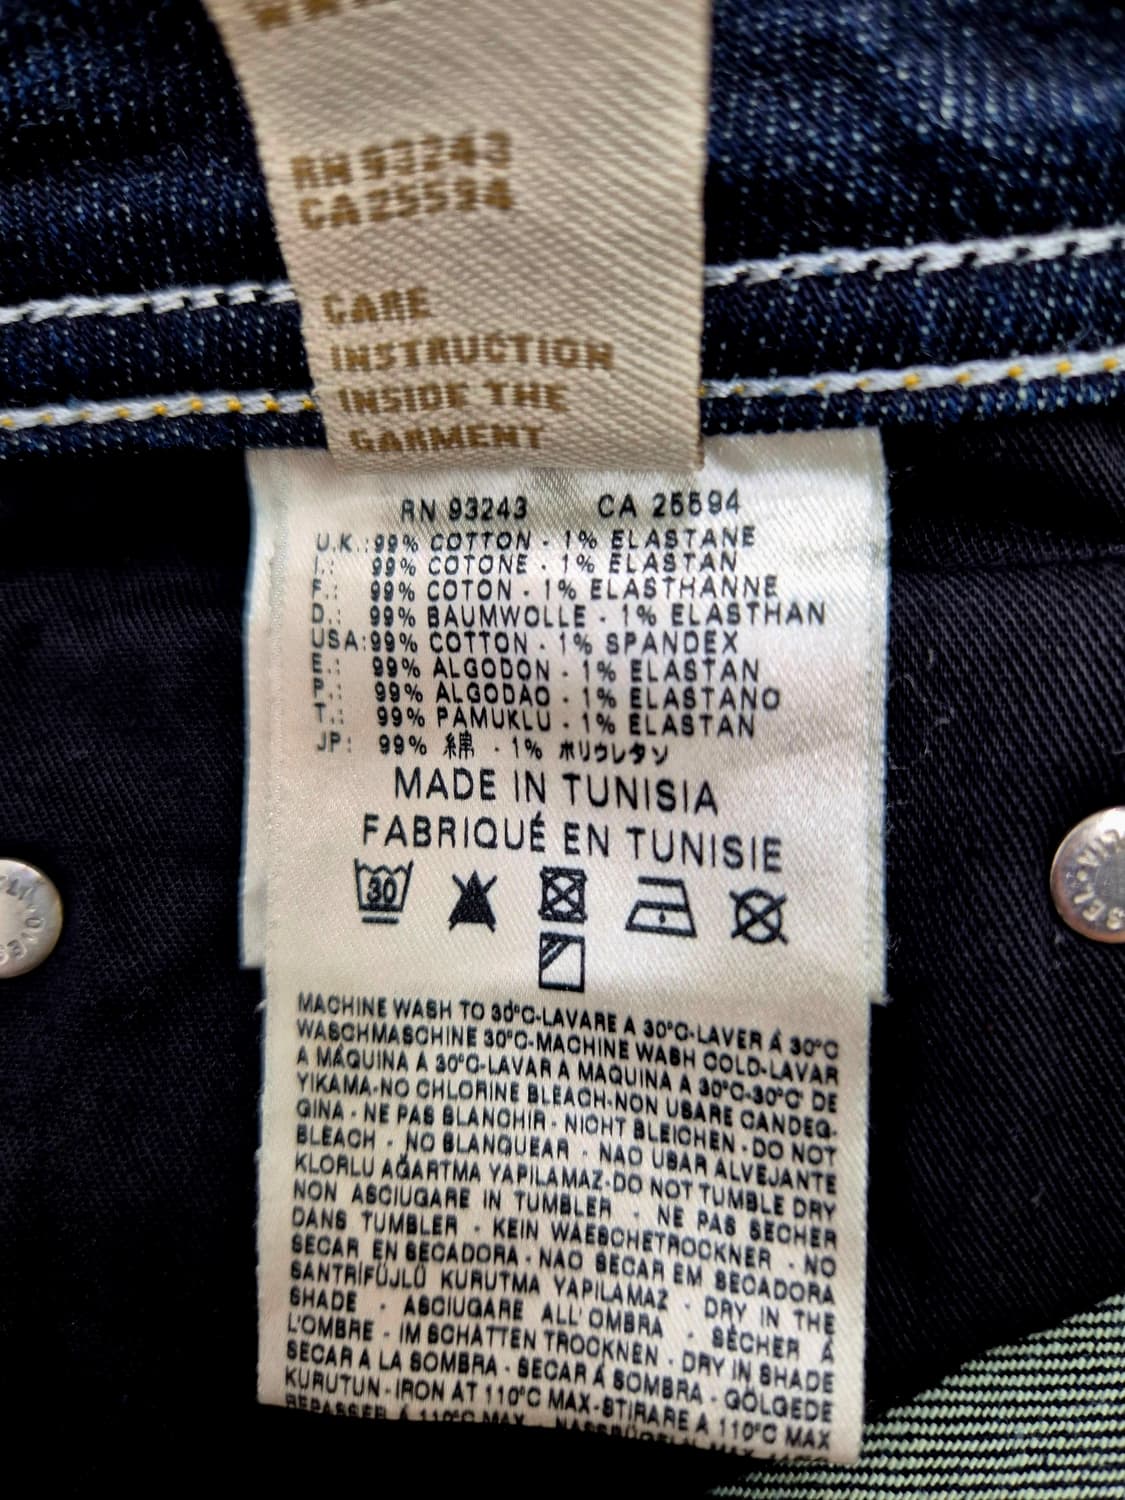 RN 93243
CA 25594
CARE
INSTRUCTION
INSIDE THE
GARMENT
RN 93243 CA 25594
U.K.: 99% COTTON - 1% ELASTANE
I.: 99% COTONE - 1% ELASTAN
F.: 99% COTON - 1% ELASTHANNE
D.: 99% BAUMWOLLE - 1% ELASTHAN
USA: 99% COTTON - 1% SPANDEX
E.: 99% ALGODON - 1% ELASTAN
P.: 99% ALGODAO - 1% ELASTANO
T.: 99% PAMUKLU - 1% ELASTAN
JP: 99% 綿 - 1% ポリウレタン
MADE IN TUNISIA
FABRIQUÉ EN TUNISIE
30
MACHINE WASH TO 30°C-LAVARE A 30°C-LAVER Á 30°C
WASCHMASCHINE 30°C-MACHINE WASH COLD-LAVAR
A MÁQUINA Á 30°C-LAVAR A MAQUINA Á 30°C-30°C' DE
YIKAMA-NO CHLORINE BLEACH-NON USARE CANDEG-
GINA - NE PAS BLANCHIR - NICHT BLEICHEN - DO NOT
BLEACH - NO BLANQUEAR - NAO USAR ALVEJANTE
KLORLU AĞARTMA YAPILAMAZ-DO NOT TUMBLE DRY
NON ASCIUGARE IN TUMBLER - NE PAS SECHER
DANS TUMBLER - KEIN WAESCHETROCKNER - NO
SECAR EN SECADORA - NAO SECAR EM SECADORA
SANTRİFÜJLÜ KURUTMA YAPILAMAZ - DRY IN THE
SHADE - ASCIUGARE ALL'OMBRA - SÉCHER Á
L'OMBRE - IM SCHATTEN TROCKNEN - DRY IN SHADE
SECAR A LA SOMBRA - SECAR Á SOMBRA - GÖLGEDE
KURUTUN - IRON AT 110°C MAX-STIRARE A 110°C MAX
REPASSER Á 110°C MAX